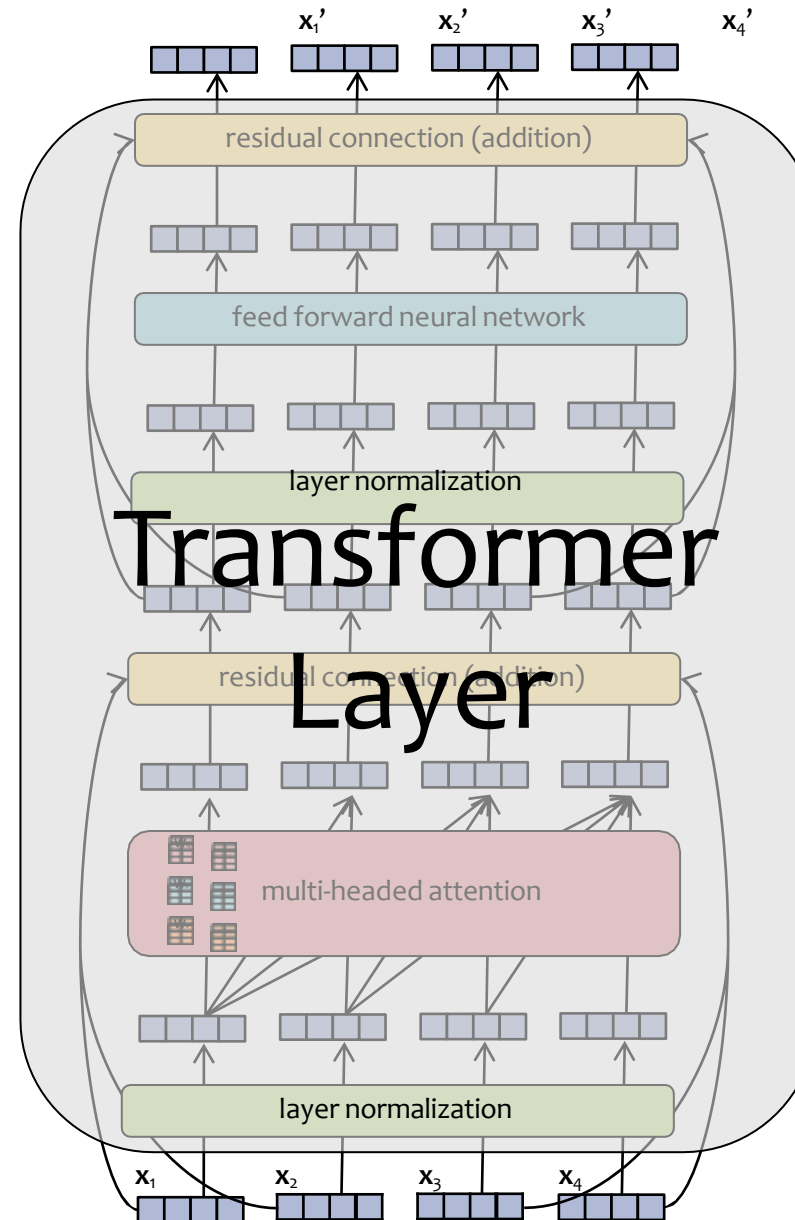 x₁’ x₂’ x₃’ x₄’
residual connection (addition)
feed forward neural network
layer normalization
Transformer
residual connection (addition)
Layer
multi-headed attention
layer normalization
x₁ x₂ x₃ x₄